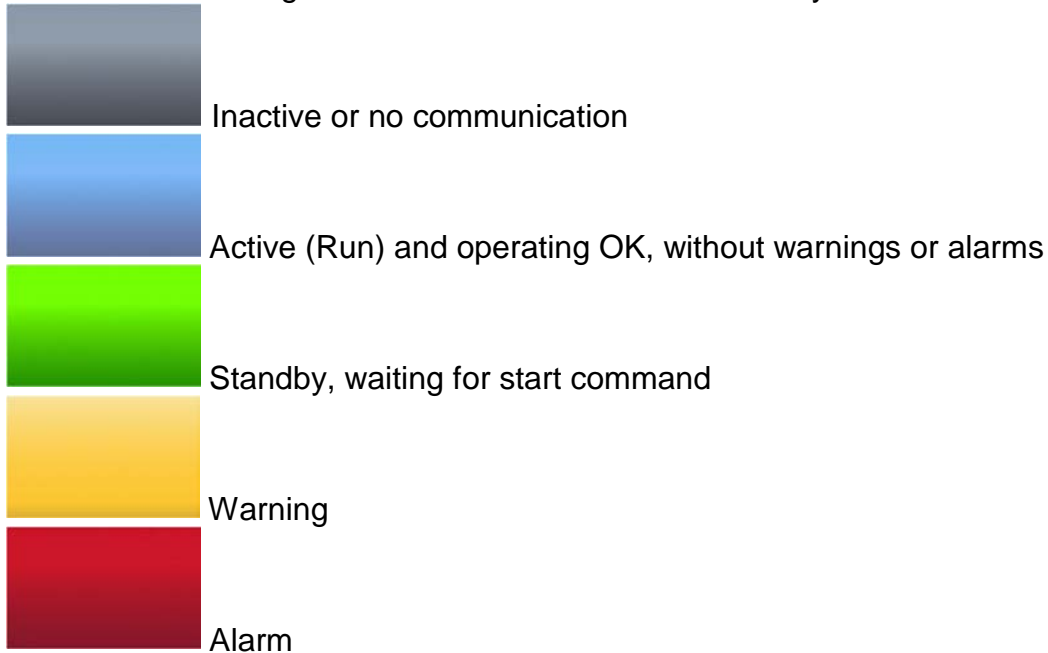 Inactive or no communication
Active (Run) and operating OK, without warnings or alarms
Standby, waiting for start command
Warning
Alarm